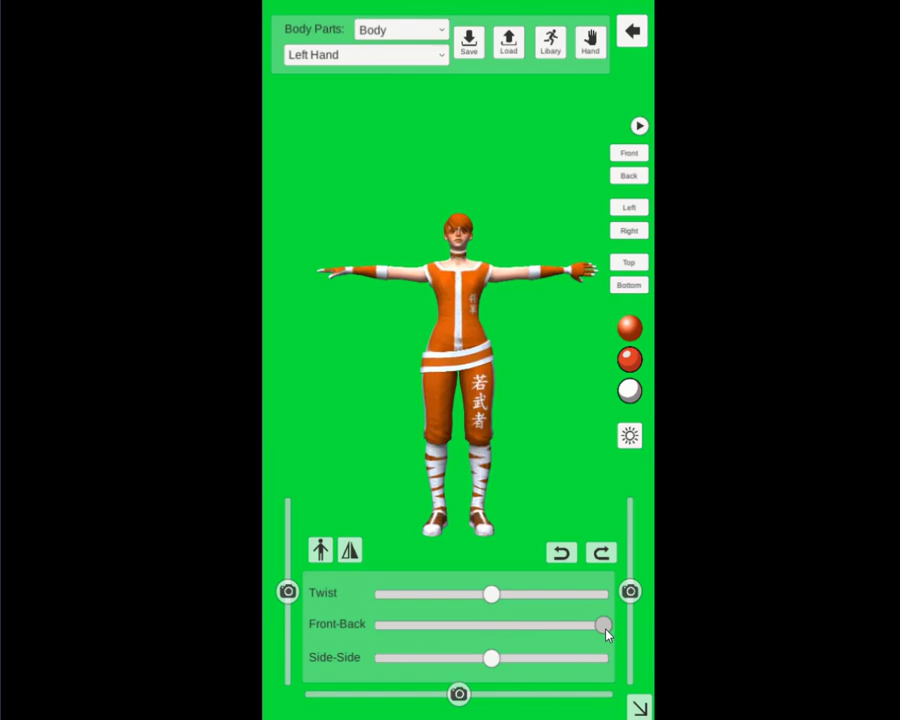 Body Parts:
Body
Left Hand
Save
Load
Libary
Hand
Front
Back
Left
Right
Top
Bottom
若
武
者
Twist
Front-Back
Side-Side